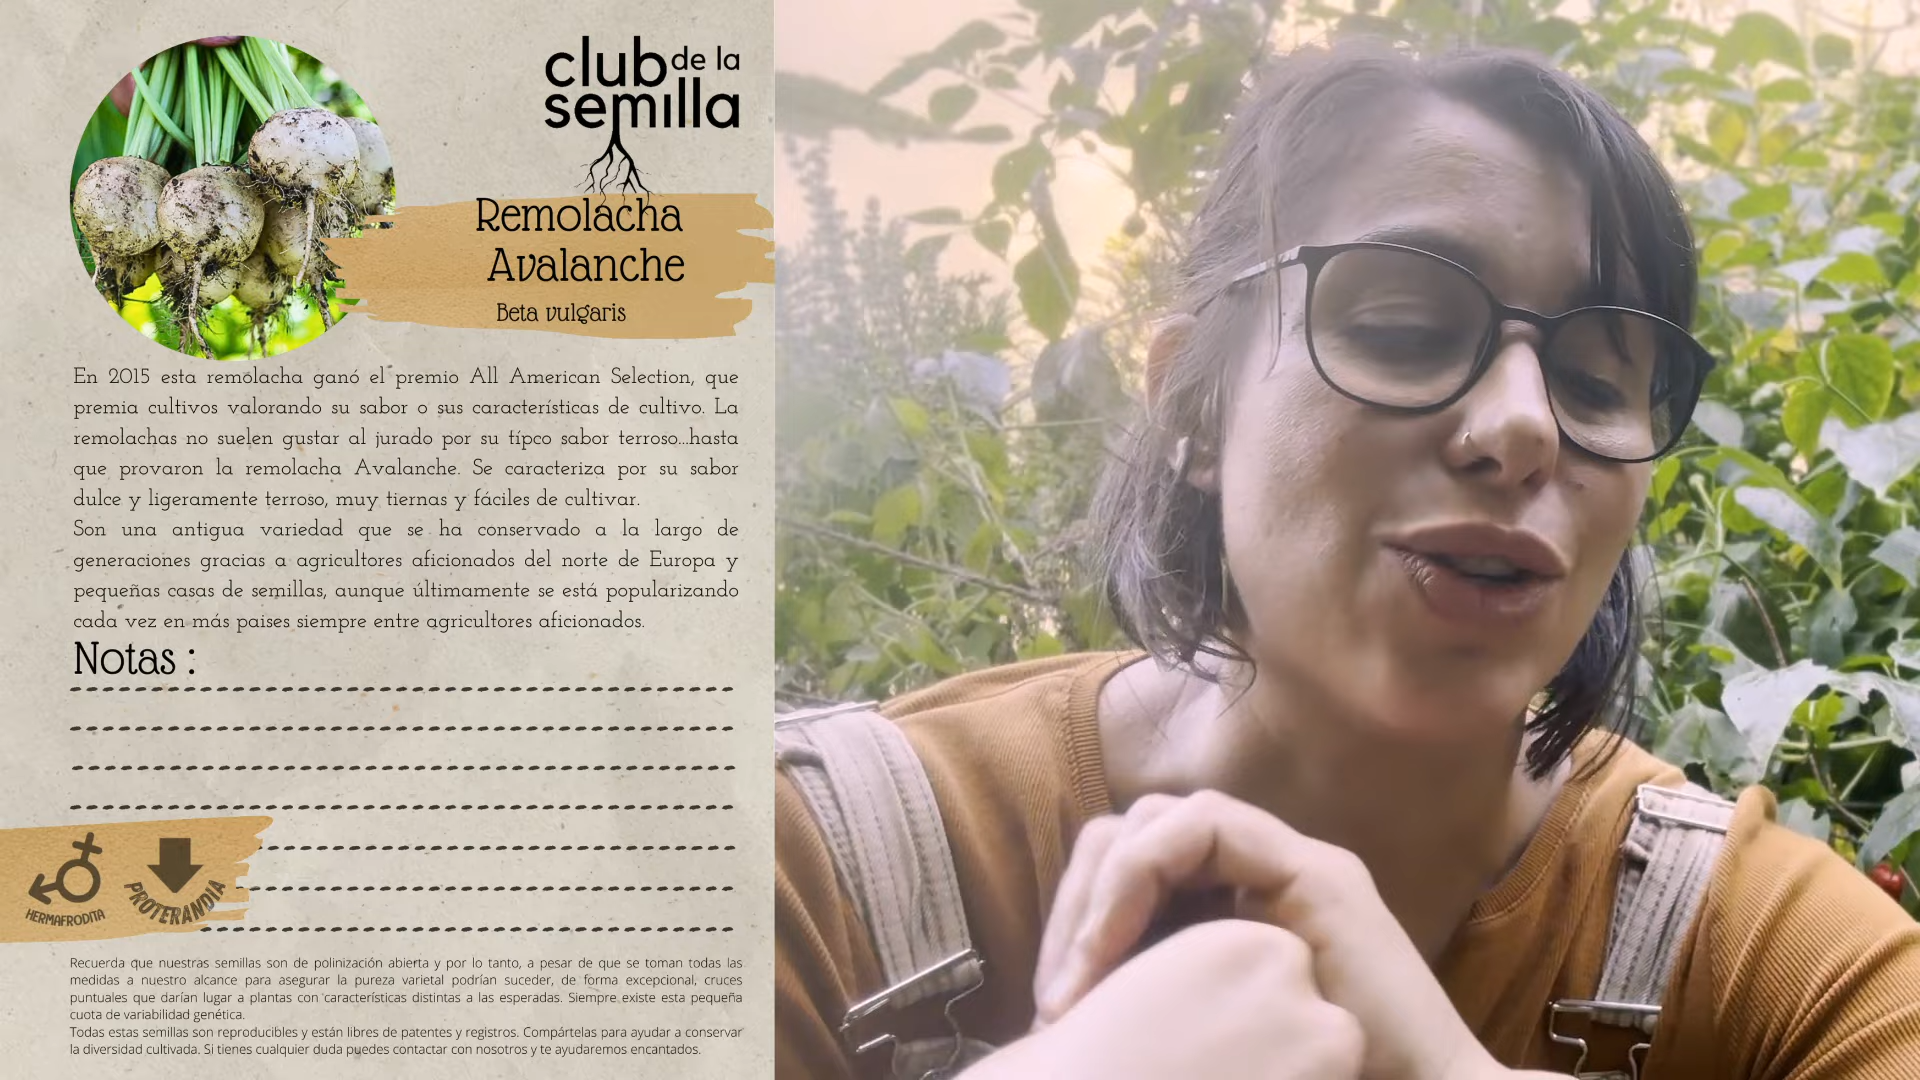 club de la
semilla
Remolacha
Avalanche
Beta vulgaris
En 2015 esta remolacha ganó el premio All American Selection, que
premia cultivos valorando su sabor o sus características de cultivo. La
remolachas no suelen gustar al jurado por su típco sabor terroso...hasta
que provaron la remolacha Avalanche. Se caracteriza por su sabor
dulce y ligeramente terroso, muy tiernas y fáciles de cultivar.
Son una antigua variedad que se ha conservado a la largo de
generaciones gracias a agricultores aficionados del norte de Europa y
pequeñas casas de semillas, aunque últimamente se está popularizando
cada vez en más paises siempre entre agricultores aficionados.
Notas :
HERMAFRODITA
PROTERANDIA
Recuerda que nuestras semillas son de polinización abierta y por lo tanto, a pesar de que se toman todas las
medidas a nuestro alcance para asegurar la pureza varietal podrían suceder, de forma excepcional, cruces
puntuales que darían lugar a plantas con características distintas a las esperadas. Siempre existe esta pequeña
cuota de variabilidad genética.
Todas estas semillas son reproducibles y están libres de patentes y registros. Compártelas para ayudar a conservar
la diversidad cultivada. Si tienes cualquier duda puedes contactar con nosotros y te ayudaremos encantados.